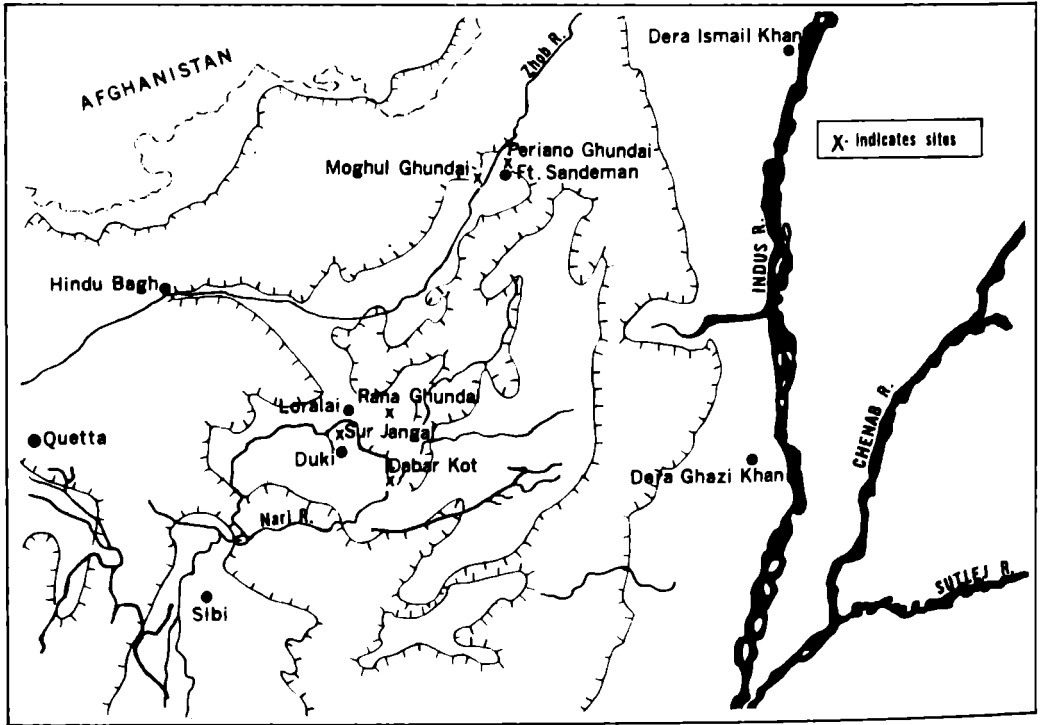 Dera Ismail Khan
Zhob R.
AFGHANISTAN
X- indicates sites
Periano Ghundai
Moghul Ghundai
Ft. Sandeman
INDUS R.
Hindu Bagh
CHENAB R.
Rana Ghundai
Loralai
Sur Jangal
Quetta
Duki
Dabar Kot
Dera Ghazi Khan
Nari R.
SUTLEJ R.
Sibi